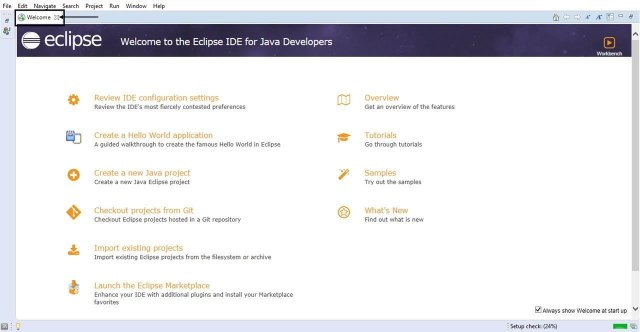 File Edit Navigate Search Project Run Window Help
Welcome
eclipse Welcome to the Eclipse IDE for Java Developers
Workbench
Review IDE configuration settings
Review the IDE's most fiercely contested preferences
Overview
Get an overview of the features
Create a Hello World application
A guided walkthrough to create the famous Hello World in Eclipse
Tutorials
Go through tutorials
Create a new Java project
Create a new Java Eclipse project
Samples
Try out the samples
Checkout projects from Git
Checkout Eclipse projects hosted in a Git repository
What's New
Find out what is new
Import existing projects
Import existing Eclipse projects from the filesystem or archive
Launch the Eclipse Marketplace
Enhance your IDE with additional plugins and install your Marketplace
favorites
Always show Welcome at start up
Setup check: (24%)